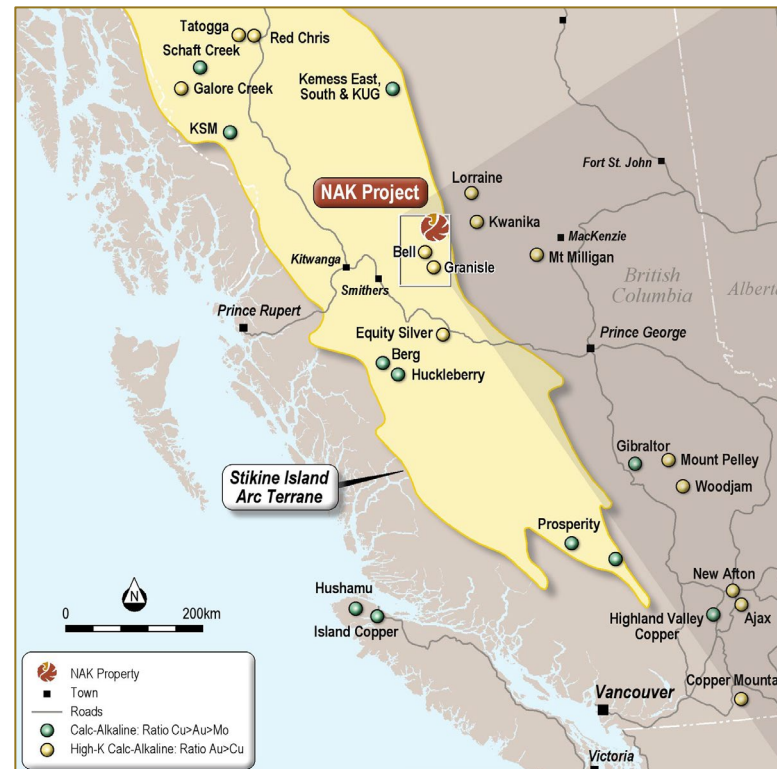 Tatogga
Red Chris
Schaft Creek
Galore Creek
Kemess East,
South & KUG
KSM
Fort St. John
Lorraine
NAK Project
Kwanika
MacKenzie
Bell
Mt Milligan
Granisle
Kitwanga
Smithers
British
Columbia
Alberta
Prince Rupert
Equity Silver
Prince George
Berg
Huckleberry
Gibraltor
Mount Pelley
Stikine Island
Arc Terrane
Woodjam
Prosperity
N
0 200km
Hushamu
Island Copper
New Afton
Highland Valley
Copper
Ajax
NAK Property
Town
Roads
Calc-Alkaline: Ratio Cu>Au>Mo
High-K Calc-Alkaline: Ratio Au>Cu
Copper Mounta
Vancouver
Victoria